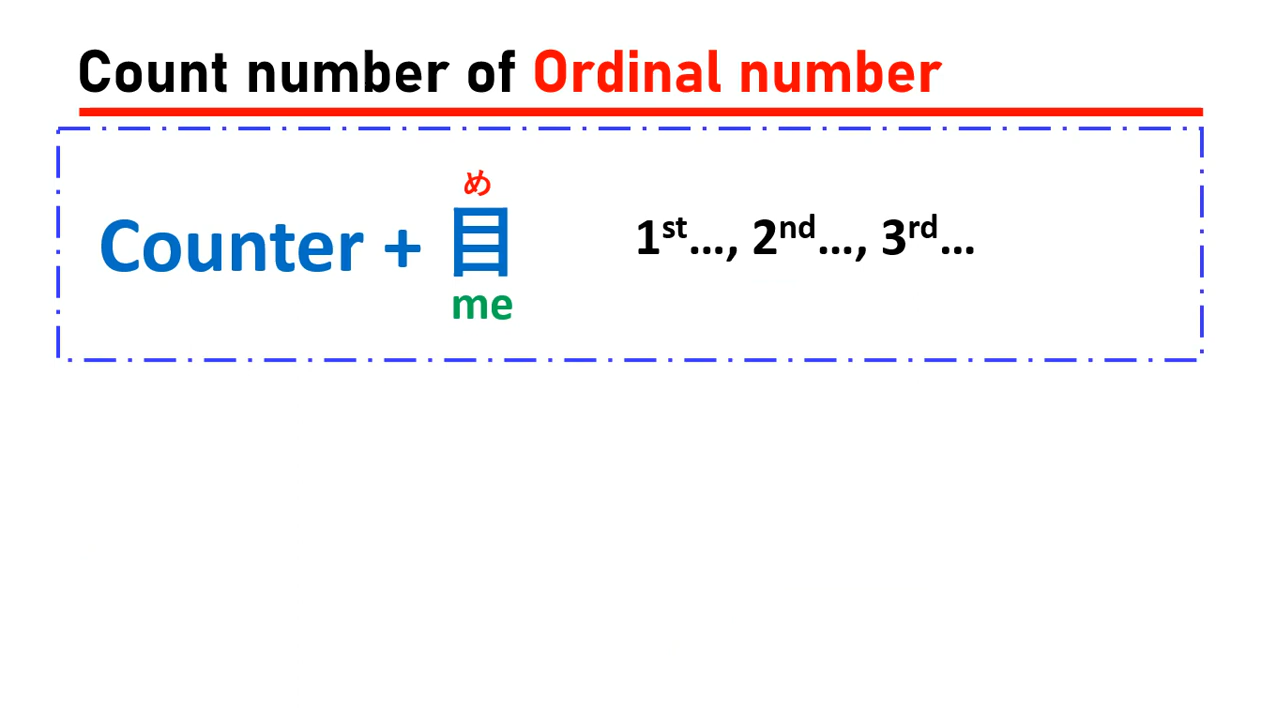 Count number of Ordinal number
め
Counter + 目
me
1st..., 2nd..., 3rd...